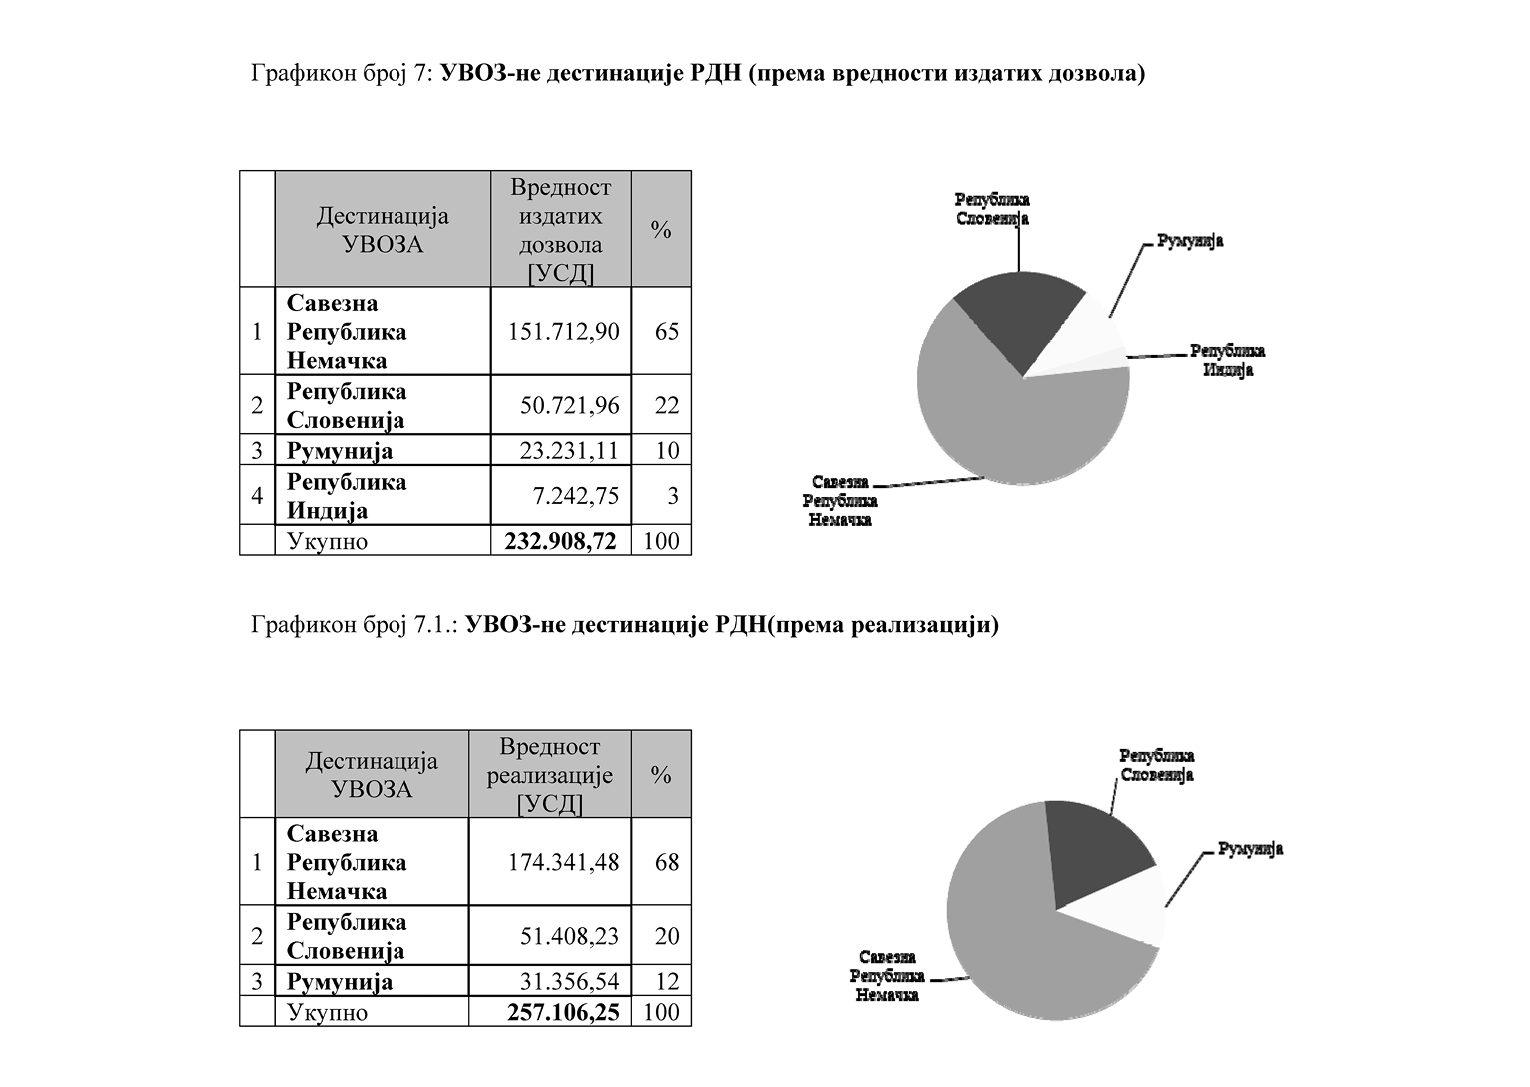 Графикон број 7: УВОЗ-не дестинације РДН (према вредности издатих дозвола)
Дестинација
УВОЗА
Вредност
издатих
дозвола
[УСД]
%
1
Савезна
Република
Немачка
151.712,90
65
2
Република
Словенија
50.721,96
22
3
Румунија
23.231,11
10
4
Република
Индија
7.242,75
3
Укупно
232.908,72
100
Република
Словенија
Румунија
Република
Индија
Савезна
Република
Немачка
Графикон број 7.1.: УВОЗ-не дестинације РДН(према реализацији)
Дестинација
УВОЗА
Вредност
реализације
[УСД]
%
1
Савезна
Република
Немачка
174.341,48
68
2
Република
Словенија
51.408,23
20
3
Румунија
31.356,54
12
Укупно
257.106,25
100
Република
Словенија
Румунија
Савезна
Република
Немачка